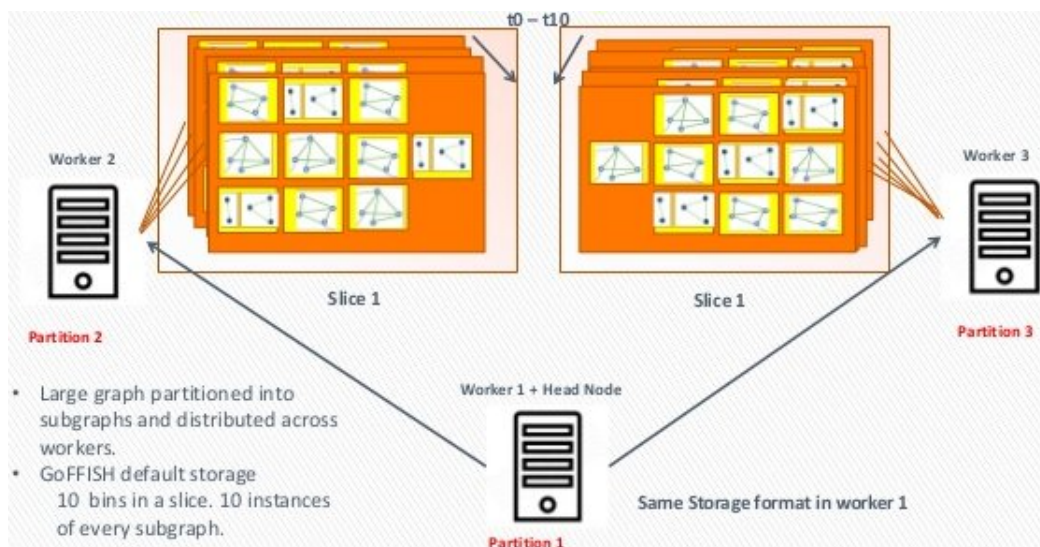 t0 – t10
Worker 2
Worker 3
Slice 1
Slice 1
Partition 2
Partition 3
Worker 1 + Head Node
• Large graph partitioned into
subgraphs and distributed across
workers.
• GoFFISH default storage
10 bins in a slice. 10 instances
of every subgraph.
Same Storage format in worker 1
Partition 1